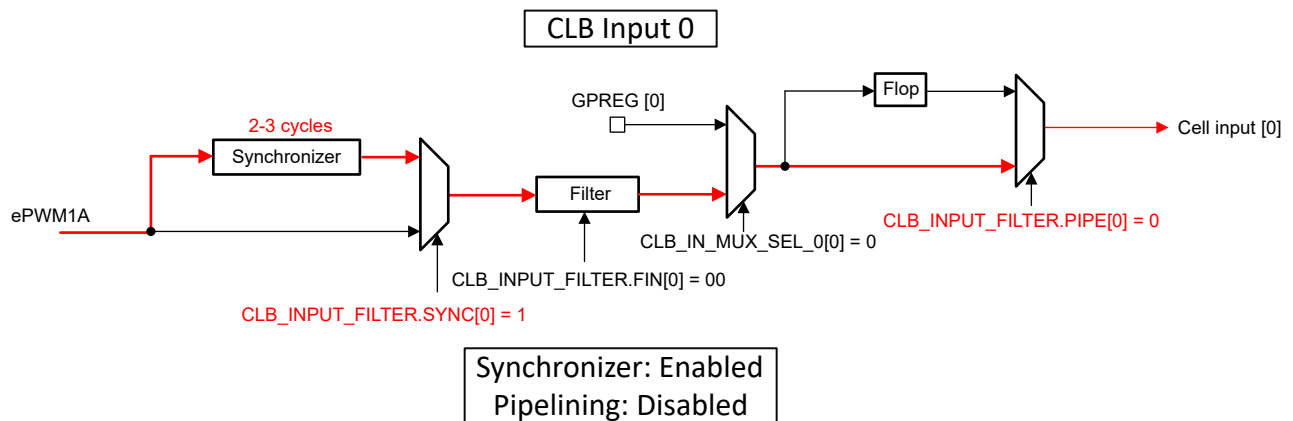 CLB Input 0
GPREG [0]
Flop
2-3 cycles
Synchronizer
Cell input [0]
Filter
ePWM1A
CLB_INPUT_FILTER.PIPE[0] = 0
CLB_IN_MUX_SEL_0[0] = 0
CLB_INPUT_FILTER.FIN[0] = 00
CLB_INPUT_FILTER.SYNC[0] = 1
Synchronizer: Enabled
Pipelining: Disabled